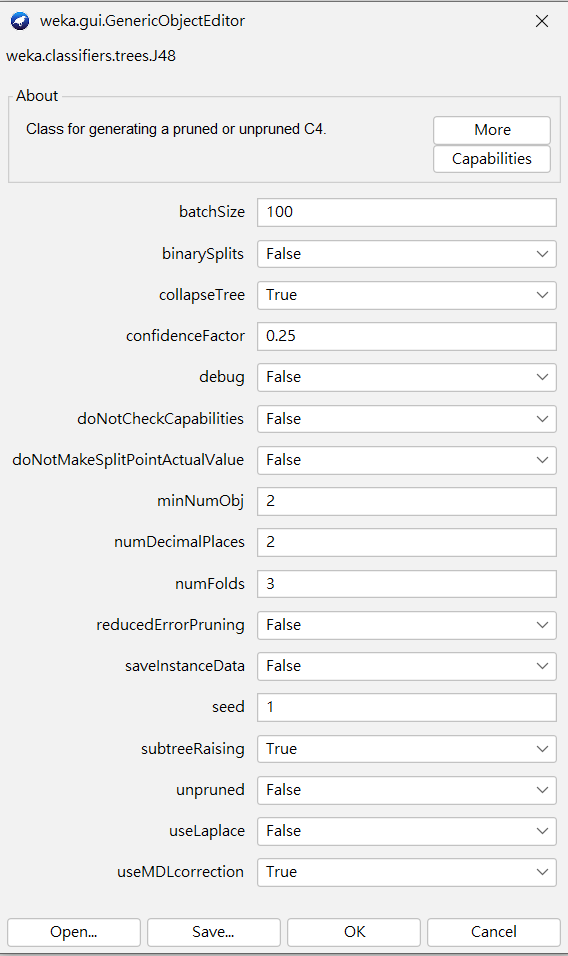 weka.gui.GenericObjectEditor
weka.classifiers.trees.J48
About
Class for generating a pruned or unpruned C4.
More
Capabilities
batchSize 100
binarySplits False
collapseTree True
confidenceFactor 0.25
debug False
doNotCheckCapabilities False
doNotMakeSplitPointActualValue False
minNumObj 2
numDecimalPlaces 2
numFolds 3
reducedErrorPruning False
saveInstanceData False
seed 1
subtreeRaising True
unpruned False
useLaplace False
useMDLcorrection True
Open... Save... OK Cancel